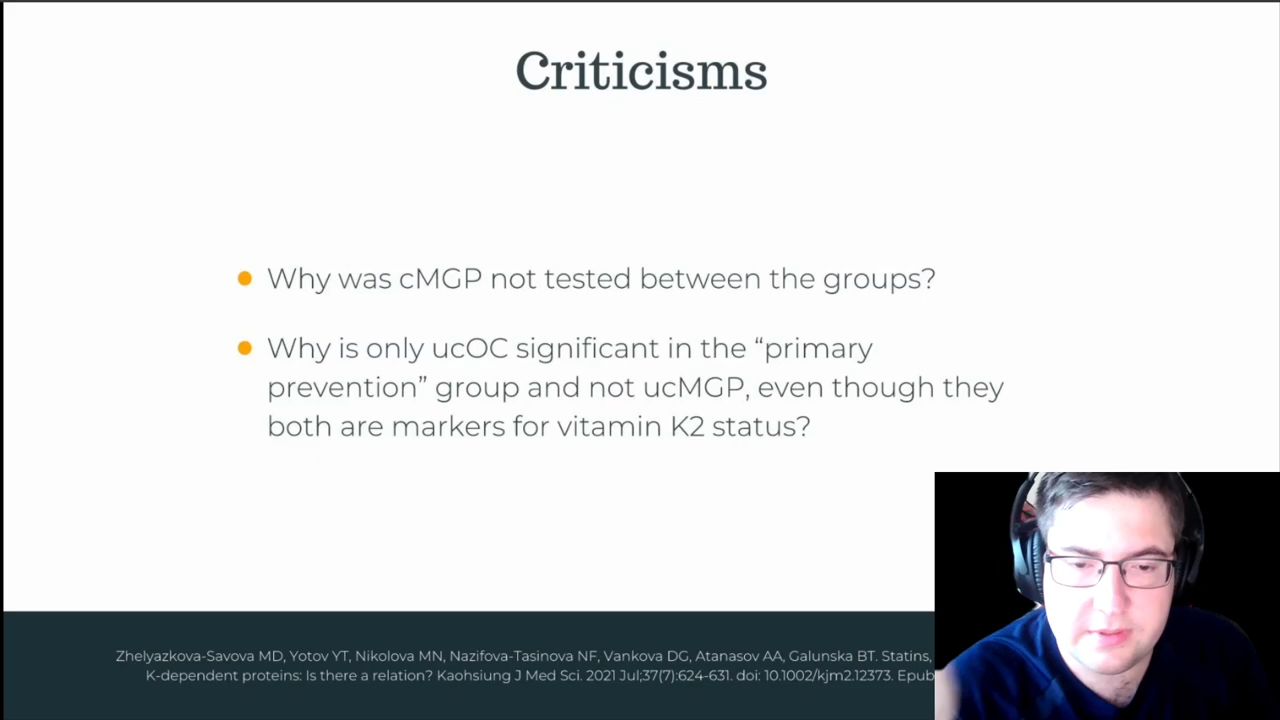 Criticisms
Why was cMGP not tested between the groups?
Why is only ucOC significant in the “primary
prevention” group and not ucMGP, even though they
both are markers for vitamin K2 status?
Zhelyazkova-Savova MD, Yotov YT, Nikolova MN, Nazifova-Tasinova NF, Vankova DG, Atanasov AA, Galunska BT. Statins,
K-dependent proteins: Is there a relation? Kaohsiung J Med Sci. 2021 Jul;37(7):624-631. doi: 10.1002/kjm2.12373. Epub